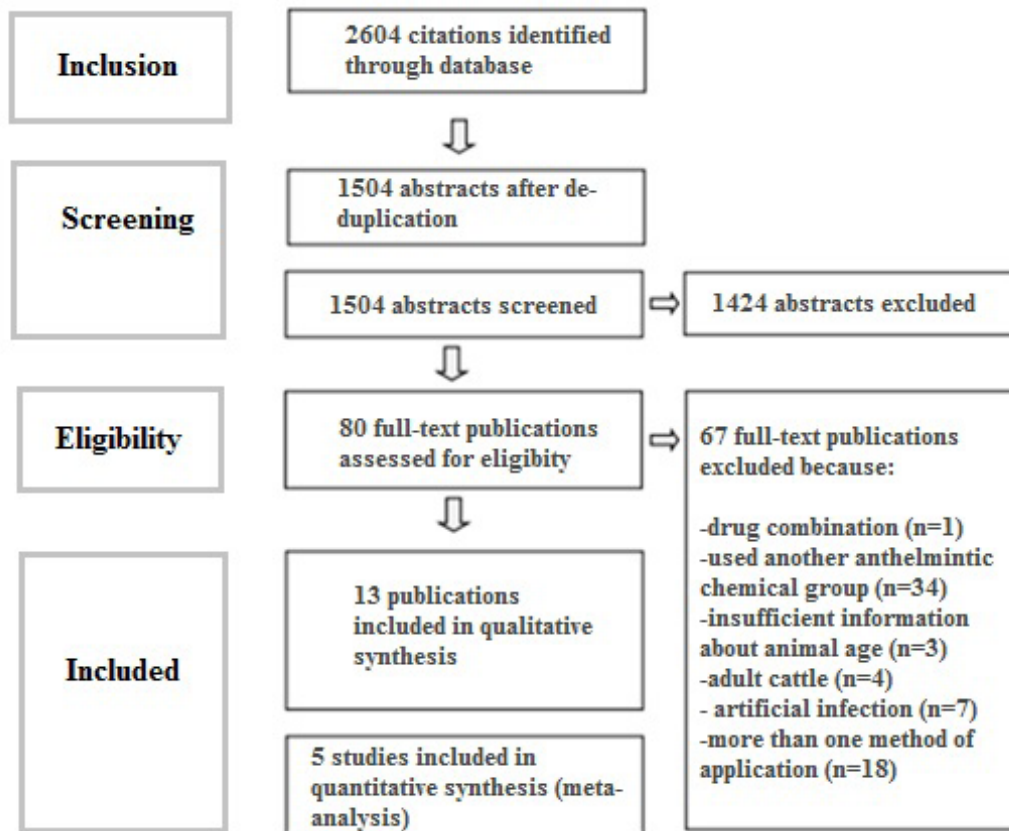 Inclusion
2604 citations identified
through database
Screening
1504 abstracts after de-
duplication
1504 abstracts screened
1424 abstracts excluded
Eligibility
80 full-text publications
assessed for eligibity
67 full-text publications
excluded because:
-drug combination (n=1)
-used another anthelmintic
chemical group (n=34)
-insufficient information
about animal age (n=3)
-adult cattle (n=4)
- artificial infection (n=7)
-more than one method of
application (n=18)
Included
13 publications
included in qualitative
synthesis
5 studies included in
quantitative synthesis (meta-
analysis)